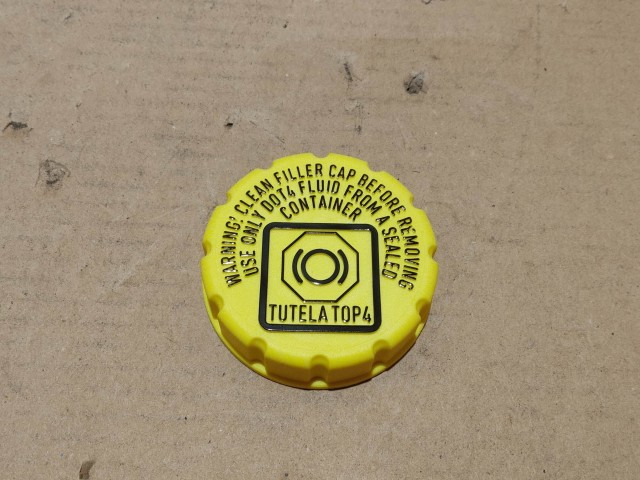 WARNING! CLEAN FILLER CAP BEFORE REMOVING
USE ONLY DOT4 FLUID FROM A SEALED
CONTAINER
TUTELA TOP4